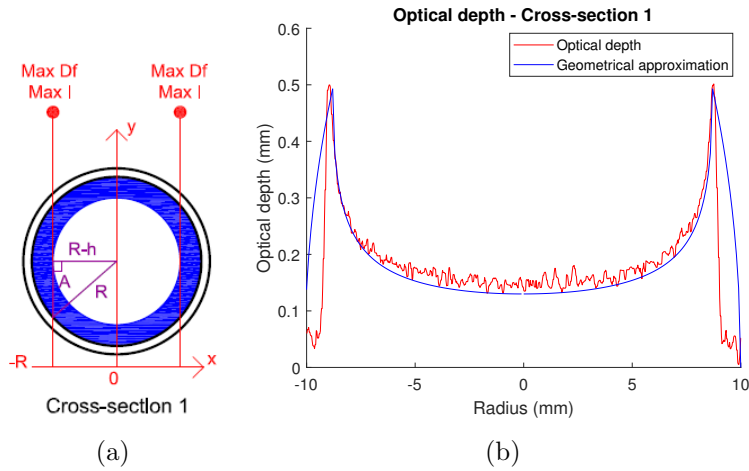 Max Df
Max I
Max Df
Max I
y
R-h
A
R
-R
0
x
Cross-section 1
(a)
Optical depth - Cross-section 1
Optical depth
Geometrical approximation
Optical depth (mm)
0.6
0.5
0.4
0.3
0.2
0.1
0
-10
-5
0
5
10
Radius (mm)
(b)